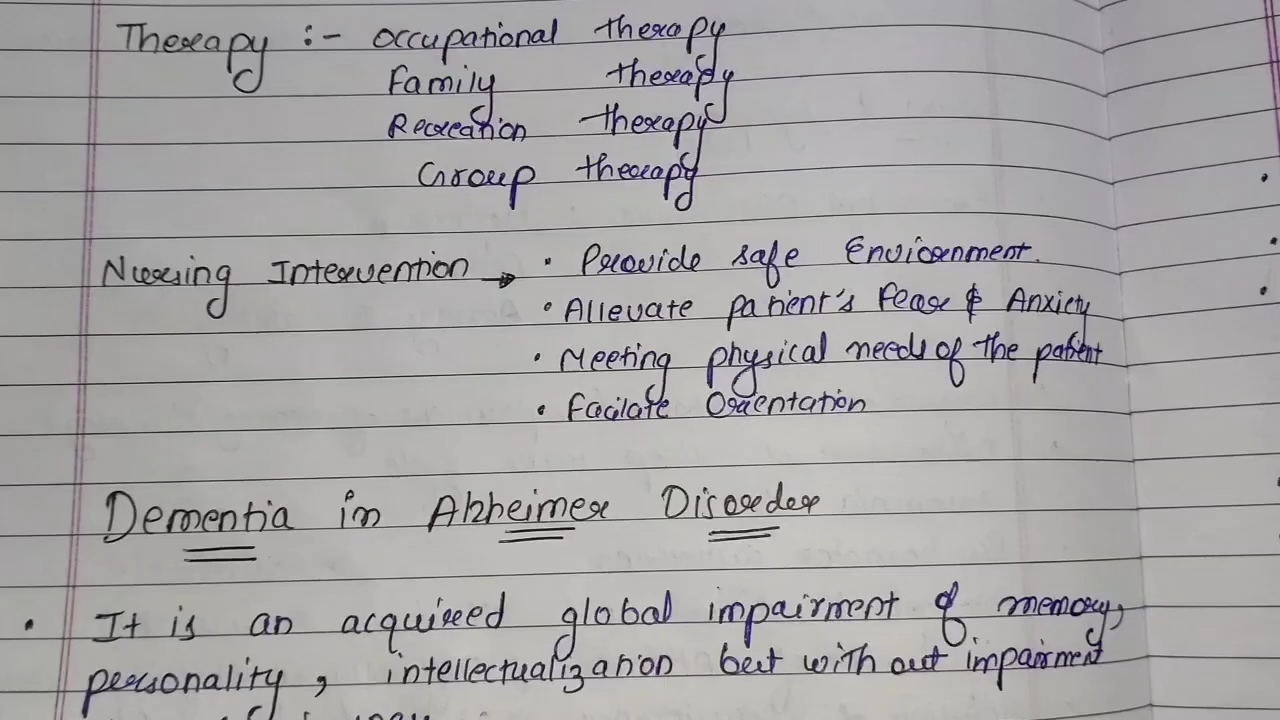 Therapy :- Occupational therapy
Family therapy
Recreation therapy
Group therapy
Nursing Intervention → • Provide safe Environment.
• Allevate patient's fear & Anxiety
• Meeting physical needs of the patient
• Facilate Orientation
Dementia in Alzheimer Disorder
• It is an acquired global impairment of memory,
personality, intellectualization but with out impairment